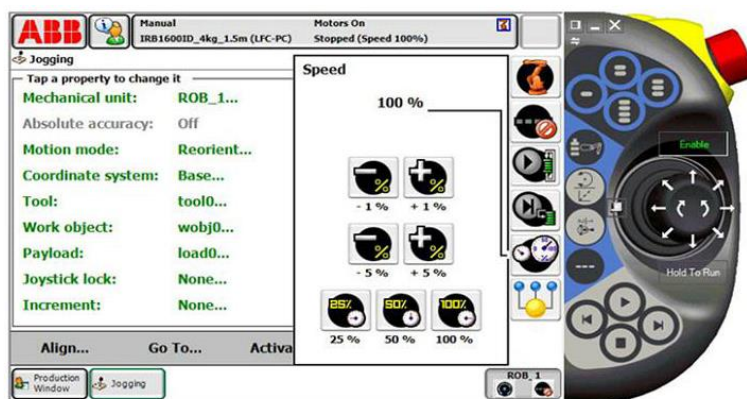 ABB
Manual
IRB1600ID_4kg_1.5m (LFC-PC)
Motors On
Stopped (Speed 100%)
Jogging
Tap a property to change it
Mechanical unit: ROB_1...
Absolute accuracy: Off
Motion mode: Reorient...
Coordinate system: Base...
Tool: tool0...
Work object: wobj0...
Payload: load0...
Joystick lock: None...
Increment: None...
Align... Go To... Activa
Speed
100 %
- 1 % + 1 %
- 5 % + 5 %
25% 50% 100%
25 % 50 % 100 %
Production Window
Jogging
ROB_1
Enable
Hold To Run